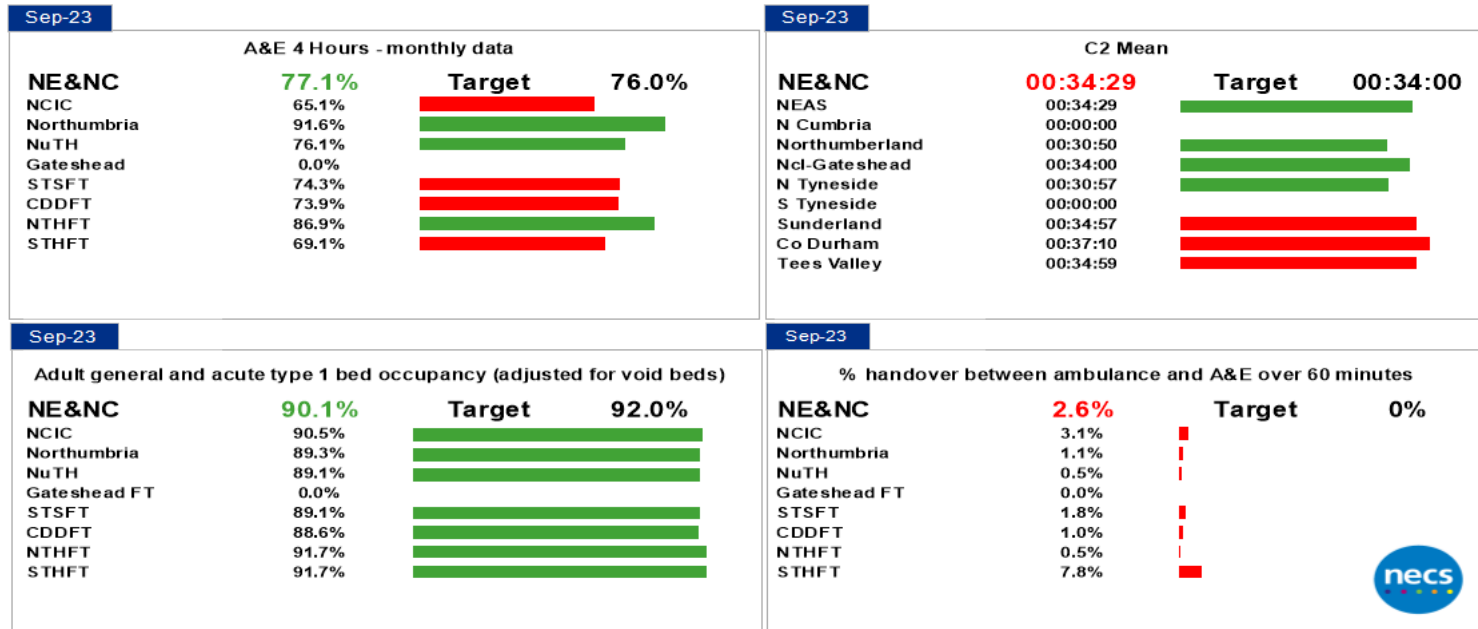 Sep-23
A&E 4 Hours - monthly data
NE&NC 77.1% Target 76.0%
NCIC 65.1%
Northumbria 91.6%
NuTH 76.1%
Gateshead 0.0%
STSFT 74.3%
CDDFT 73.9%
NTHFT 86.9%
STHFT 69.1%
Sep-23
C2 Mean
NE&NC 00:34:29 Target 00:34:00
NEAS 00:34:29
N Cumbria 00:00:00
Northumberland 00:30:50
Ncl-Gateshead 00:34:00
N Tyneside 00:30:57
S Tyneside 00:00:00
Sunderland 00:34:57
Co Durham 00:37:10
Tees Valley 00:34:59
Sep-23
Adult general and acute type 1 bed occupancy (adjusted for void beds)
NE&NC 90.1% Target 92.0%
NCIC 90.5%
Northumbria 89.3%
NuTH 89.1%
Gateshead FT 0.0%
STSFT 89.1%
CDDFT 88.6%
NTHFT 91.7%
STHFT 91.7%
Sep-23
% handover between ambulance and A&E over 60 minutes
NE&NC 2.6% Target 0%
NCIC 3.1%
Northumbria 1.1%
NuTH 0.5%
Gateshead FT 0.0%
STSFT 1.8%
CDDFT 1.0%
NTHFT 0.5%
STHFT 7.8%
necs